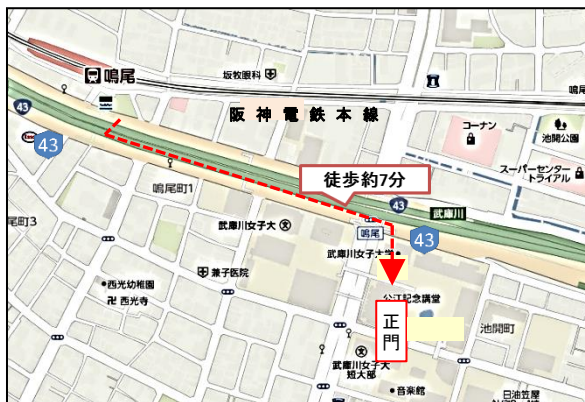 鳴尾
坂牧眼科
阪神電鉄本線
43
43
コーナン
池開公園
スーパーセンター
トライアル
徒歩約7分
鳴尾町1
尾町3
武庫川女子大
43
武庫川
鳴尾
43
武庫川女子大学
兼子医院
西光幼稚園
卍 西光寺
公江記念講堂
正門
池開町
武庫川女子大
短大部
音楽館
日油笠屋